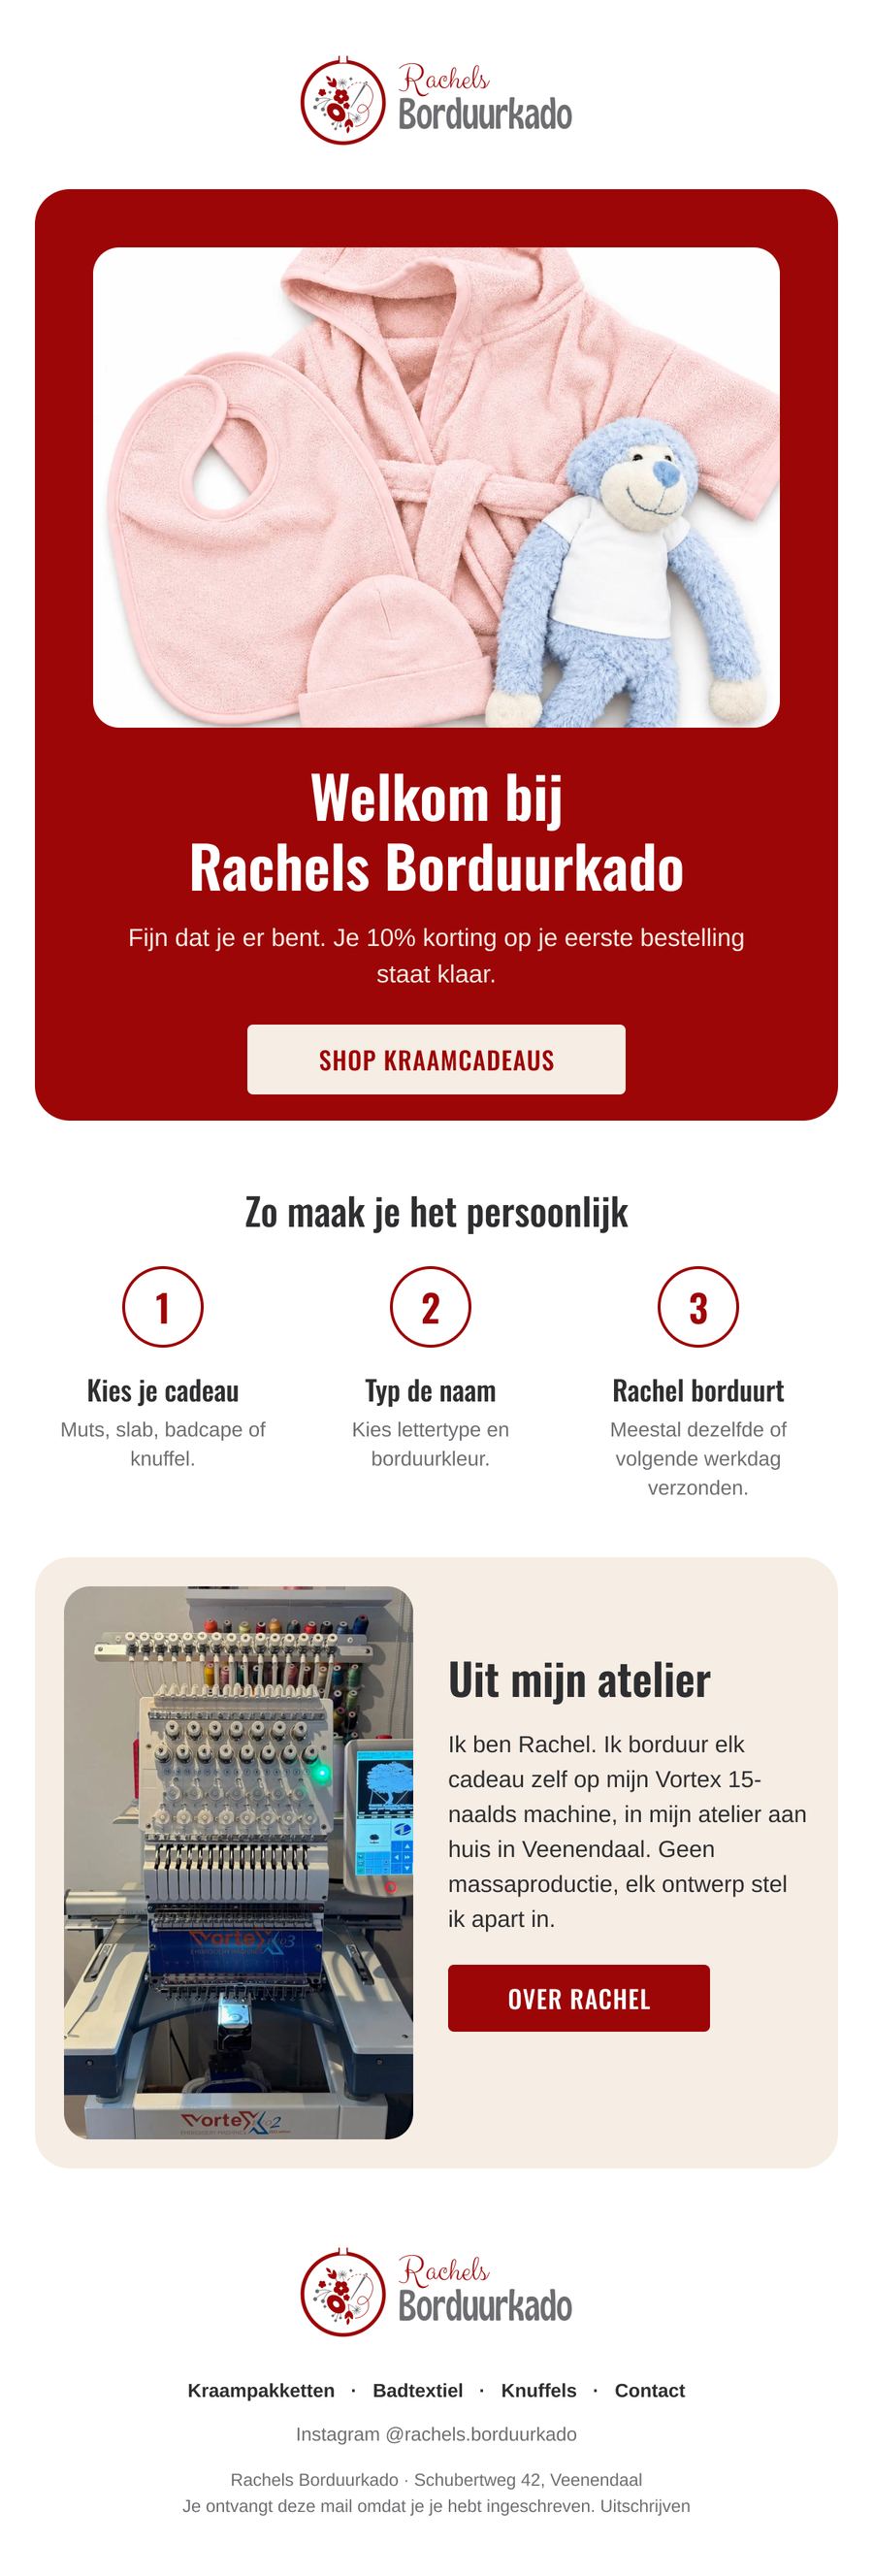 Rachels
Borduurkado
Welkom bij
Rachels Borduurkado
Fijn dat je er bent. Je 10% korting op je eerste bestelling
staat klaar.
SHOP KRAAMCADEAUS
Zo maak je het persoonlijk
1
2
3
Kies je cadeau
Muts, slab, badcape of
knuffel.
Typ de naam
Kies lettertype en
borduurkleur.
Rachel borduurt
Meestal dezelfde of
volgende werkdag
verzonden.
Vortex
Vortex
Uit mijn atelier
Ik ben Rachel. Ik borduur elk
cadeau zelf op mijn Vortex 15-
naalds machine, in mijn atelier aan
huis in Veenendaal. Geen
massaproductie, elk ontwerp stel
ik apart in.
OVER RACHEL
Rachels
Borduurkado
Kraampakketten · Badtextiel · Knuffels · Contact
Instagram @rachels.borduurkado
Rachels Borduurkado · Schubertweg 42, Veenendaal
Je ontvangt deze mail omdat je je hebt ingeschreven. Uitschrijven